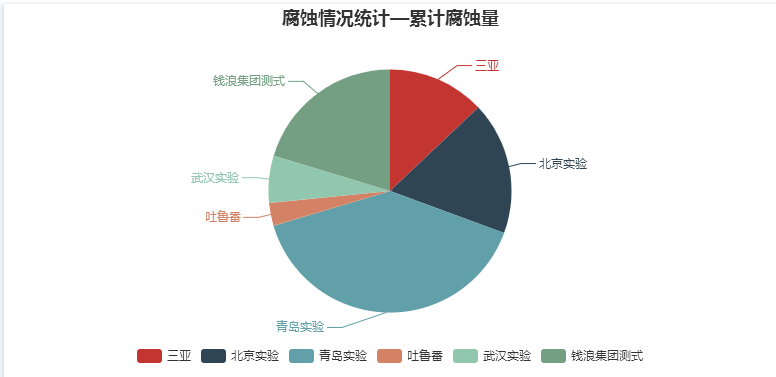 腐蚀情况统计—累计腐蚀量
三亚
钱浪集团测式
北京实验
武汉实验
吐鲁番
青岛实验
三亚 北京实验 青岛实验 吐鲁番 武汉实验 钱浪集团测式